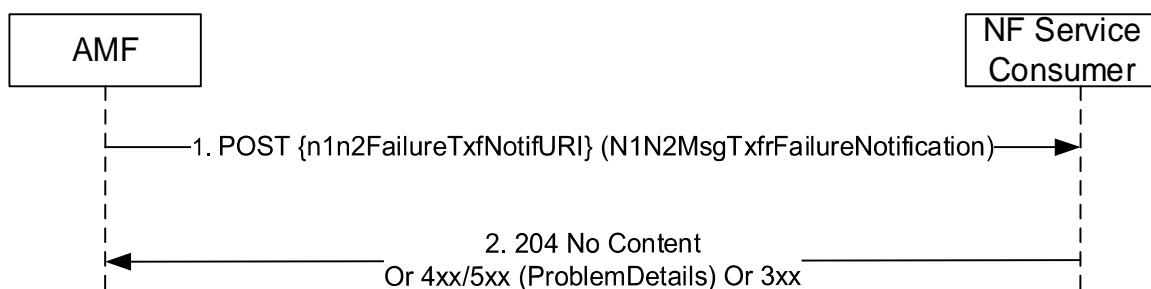 AMF
NF Service
Consumer
1. POST {n1n2FailureTxfNotifURI} (N1N2MsgTxfrFailureNotification)
2. 204 No Content
Or 4xx/5xx (ProblemDetails) Or 3xx